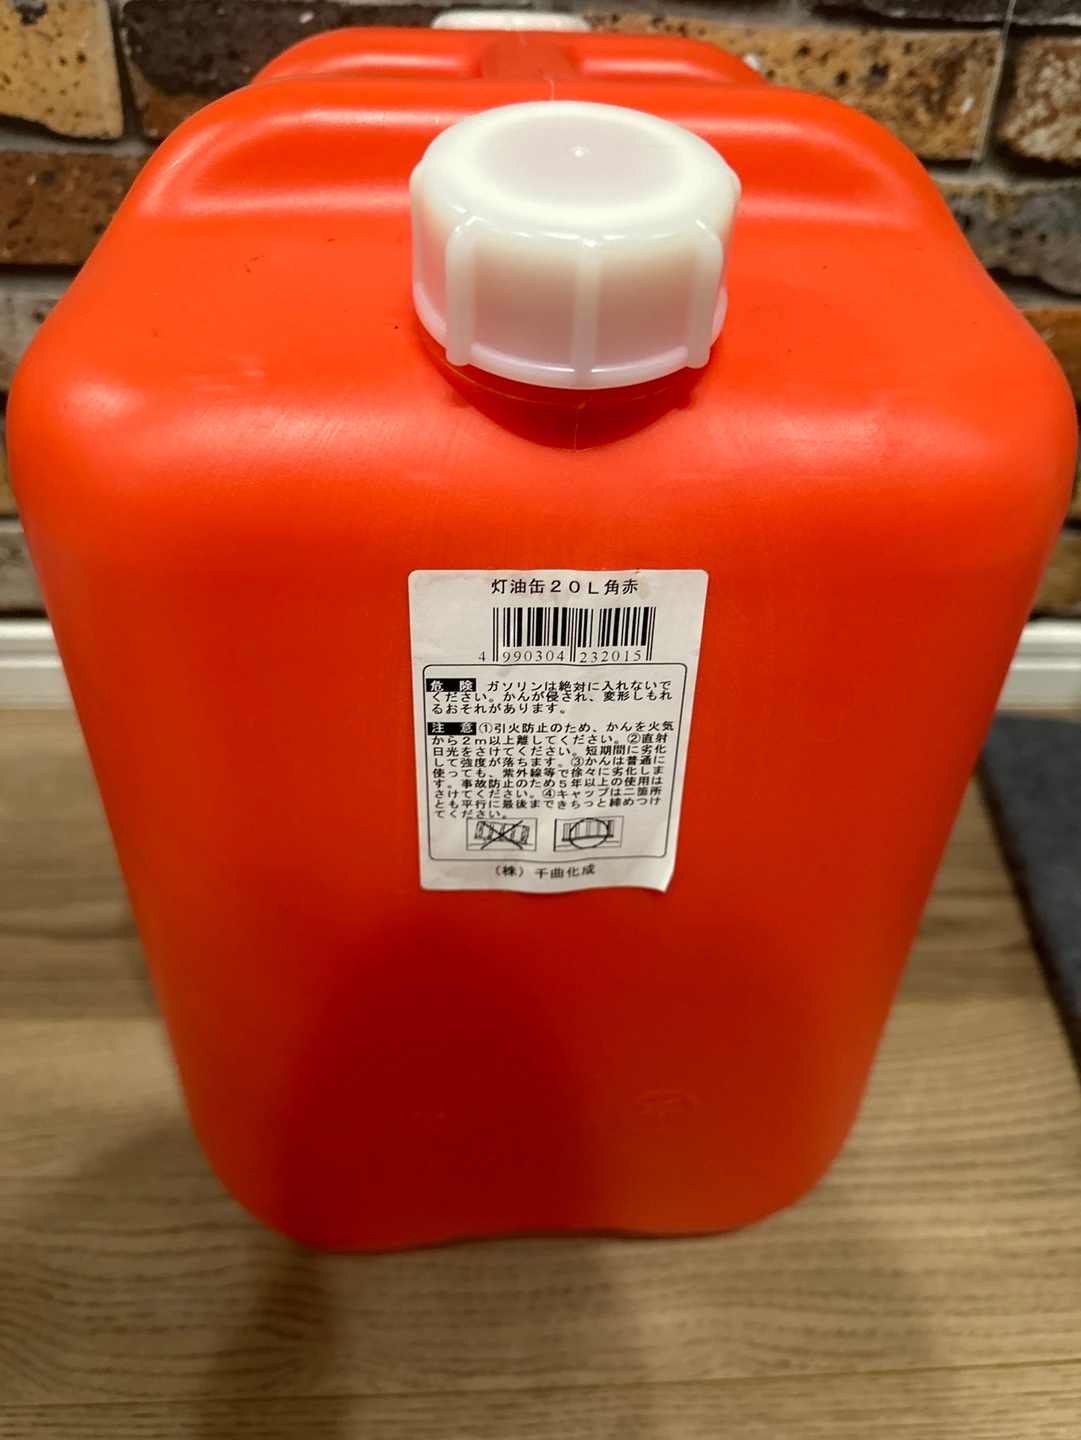 灯油缶20L角赤
4 990304 232015
危険 ガソリンは絶対に入れないで
ください。かんが侵され、変形しもれ
るおそれがあります。
注意 ①引火防止のため、かんを火気
から2m以上離してください。②直射
日光をさけてください。短期間に劣化
して強度が落ちます。③かんは普通に
使っても、紫外線等で徐々に劣化しま
す。事故防止のため5年以上の使用は
さけてください。④キャップは二箇所
とも平行に最後まできちっと締めつけ
てください。
(株)千曲化成